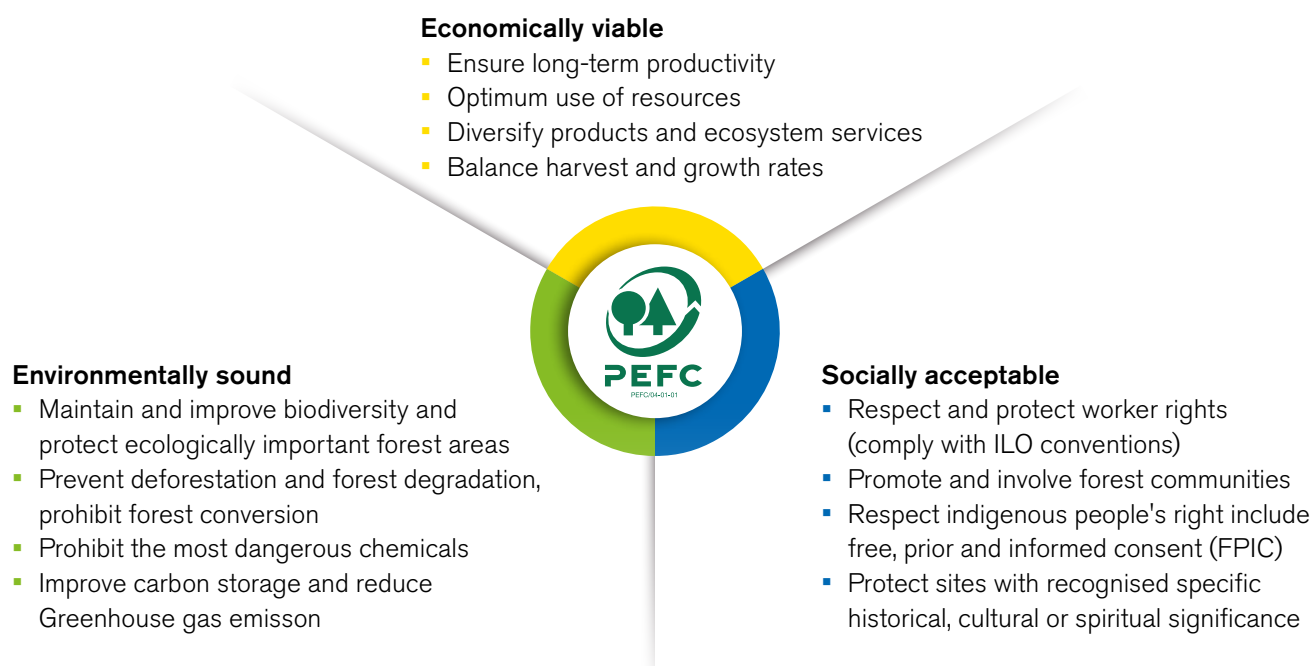 Economically viable
▪ Ensure long-term productivity
▪ Optimum use of resources
▪ Diversify products and ecosystem services
▪ Balance harvest and growth rates
PEFC
PEFC/04-01-01
Environmentally sound
▪ Maintain and improve biodiversity and
protect ecologically important forest areas
▪ Prevent deforestation and forest degradation,
prohibit forest conversion
▪ Prohibit the most dangerous chemicals
▪ Improve carbon storage and reduce
Greenhouse gas emisson
Socially acceptable
▪ Respect and protect worker rights
(comply with ILO conventions)
▪ Promote and involve forest communities
▪ Respect indigenous people's right include
free, prior and informed consent (FPIC)
▪ Protect sites with recognised specific
historical, cultural or spiritual significance